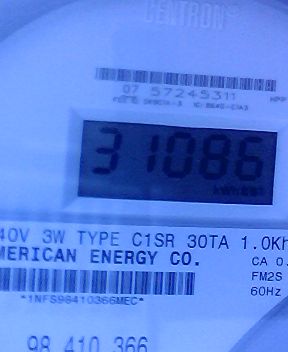 CENTRON®
07 57245311
31086
kWh
40V 3W TYPE C1SR 30TA 1.0Kh
MERICAN ENERGY CO.
CA 0.
FM2S
*1NFS98410366MEC*
60Hz
98 410 366